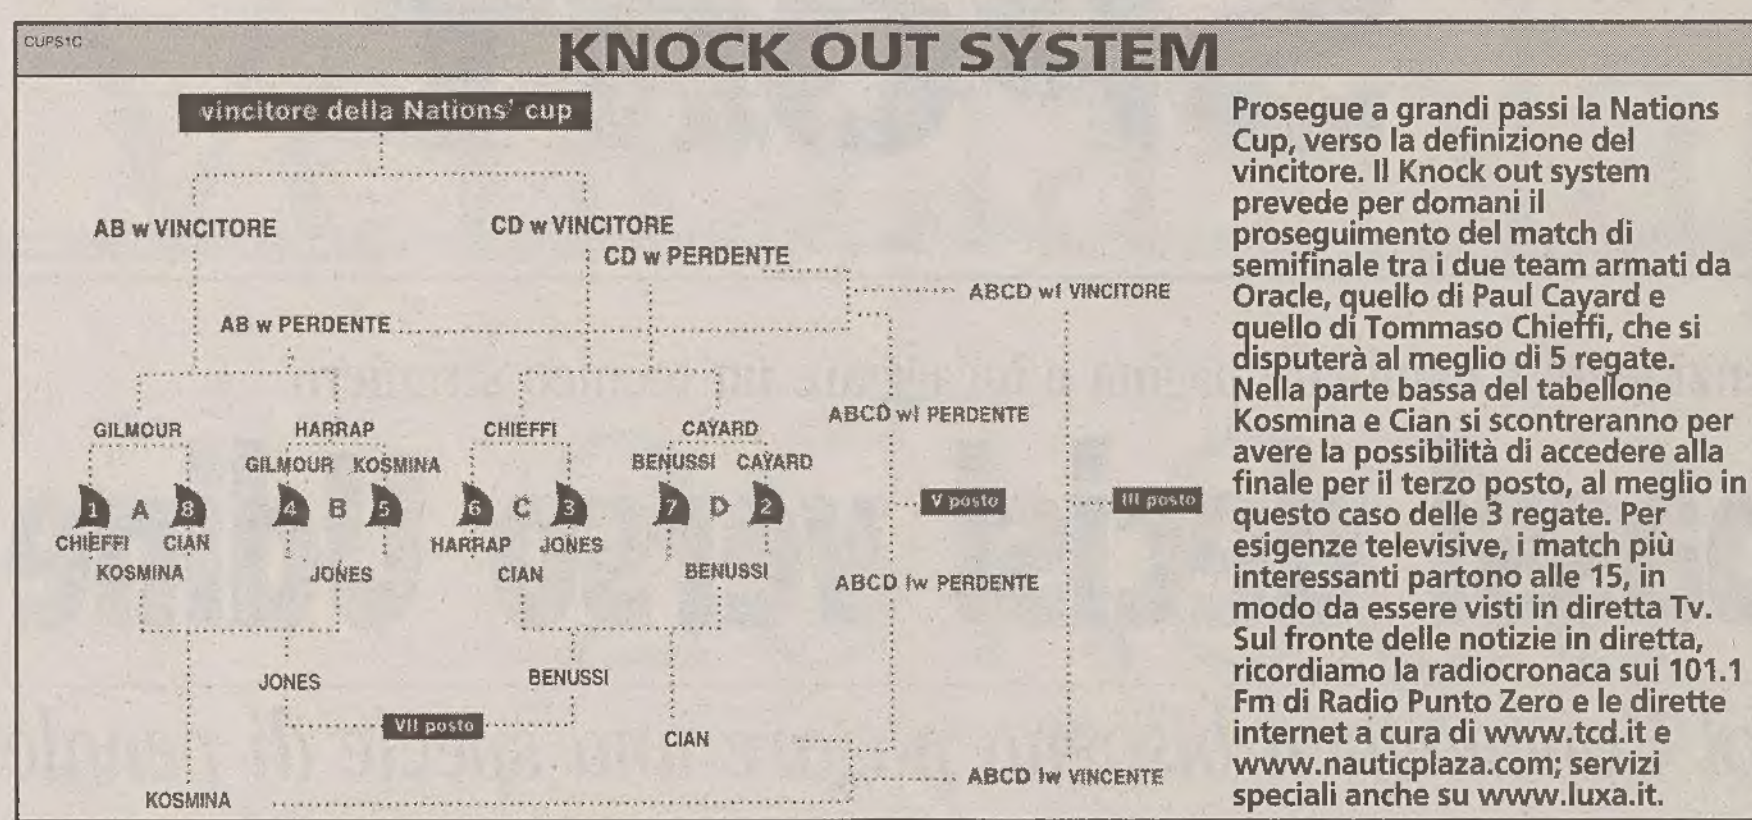 CUPS1C
KNOCK OUT SYSTEM
vincitore della Nations' cup
AB w VINCITORE
CD w VINCITORE
CD w PERDENTE
ABCD wl VINCITORE
AB w PERDENTE
ABCD wl PERDENTE
GILMOUR HARRAP CHIEFFI CAYARD
GILMOUR KOSMINA BENUSSI CAYARD
1 A 8 4 B 5 6 C 3 7 D 2
V posto III posto
CHIEFFI CIAN HARRAP JONES
KOSMINA JONES CIAN BENUSSI
ABCD lw PERDENTE
JONES BENUSSI
VII posto
CIAN
ABCD lw VINCENTE
KOSMINA
Prosegue a grandi passi la Nations
Cup, verso la definizione del
vincitore. Il Knock out system
prevede per domani il
proseguimento del match di
semifinale tra i due team armati da
Oracle, quello di Paul Cayard e
quello di Tommaso Chieffi, che si
disputerà al meglio di 5 regate.
Nella parte bassa del tabellone
Kosmina e Cian si scontreranno per
avere la possibilità di accedere alla
finale per il terzo posto, al meglio in
questo caso delle 3 regate. Per
esigenze televisive, i match più
interessanti partono alle 15, in
modo da essere visti in diretta Tv.
Sul fronte delle notizie in diretta,
ricordiamo la radiocronaca sui 101.1
Fm di Radio Punto Zero e le dirette
internet a cura di www.tcd.it e
www.nauticplaza.com; servizi
speciali anche su www.luxa.it.